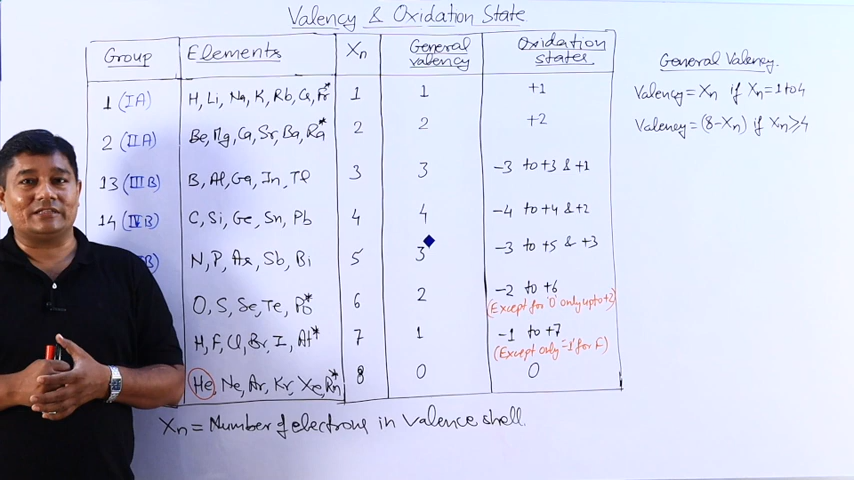 Valency & Oxidation State
Group Elements Xn General valency Oxidation states
1 (IA) H, Li, Na, K, Rb, Cs, Fr* 1 1 +1
2 (IIA) Be, Mg, Ca, Sr, Ba, Ra* 2 2 +2
13 (IIIB) B, Al, Ga, In, Tl 3 3 -3 to +3 & +1
14 (IVB) C, Si, Ge, Sn, Pb 4 4 -4 to +4 & +2
B) N, P, As, Sb, Bi 5 3 -3 to +5 & +3
O, S, Se, Te, Po* 6 2 -2 to +6
(Except for 'O' only upto +2)
H, F, Cl, Br, I, At* 7 1 -1 to +7
(Except only '-1' for F)
He, Ne, Ar, Kr, Xe, Rn* 8 0 0
Xn = Number of electrons in valence shell.
General Valency.
Valency = Xn if Xn = 1 to 4
Valency = (8-Xn) if Xn ≥ 4